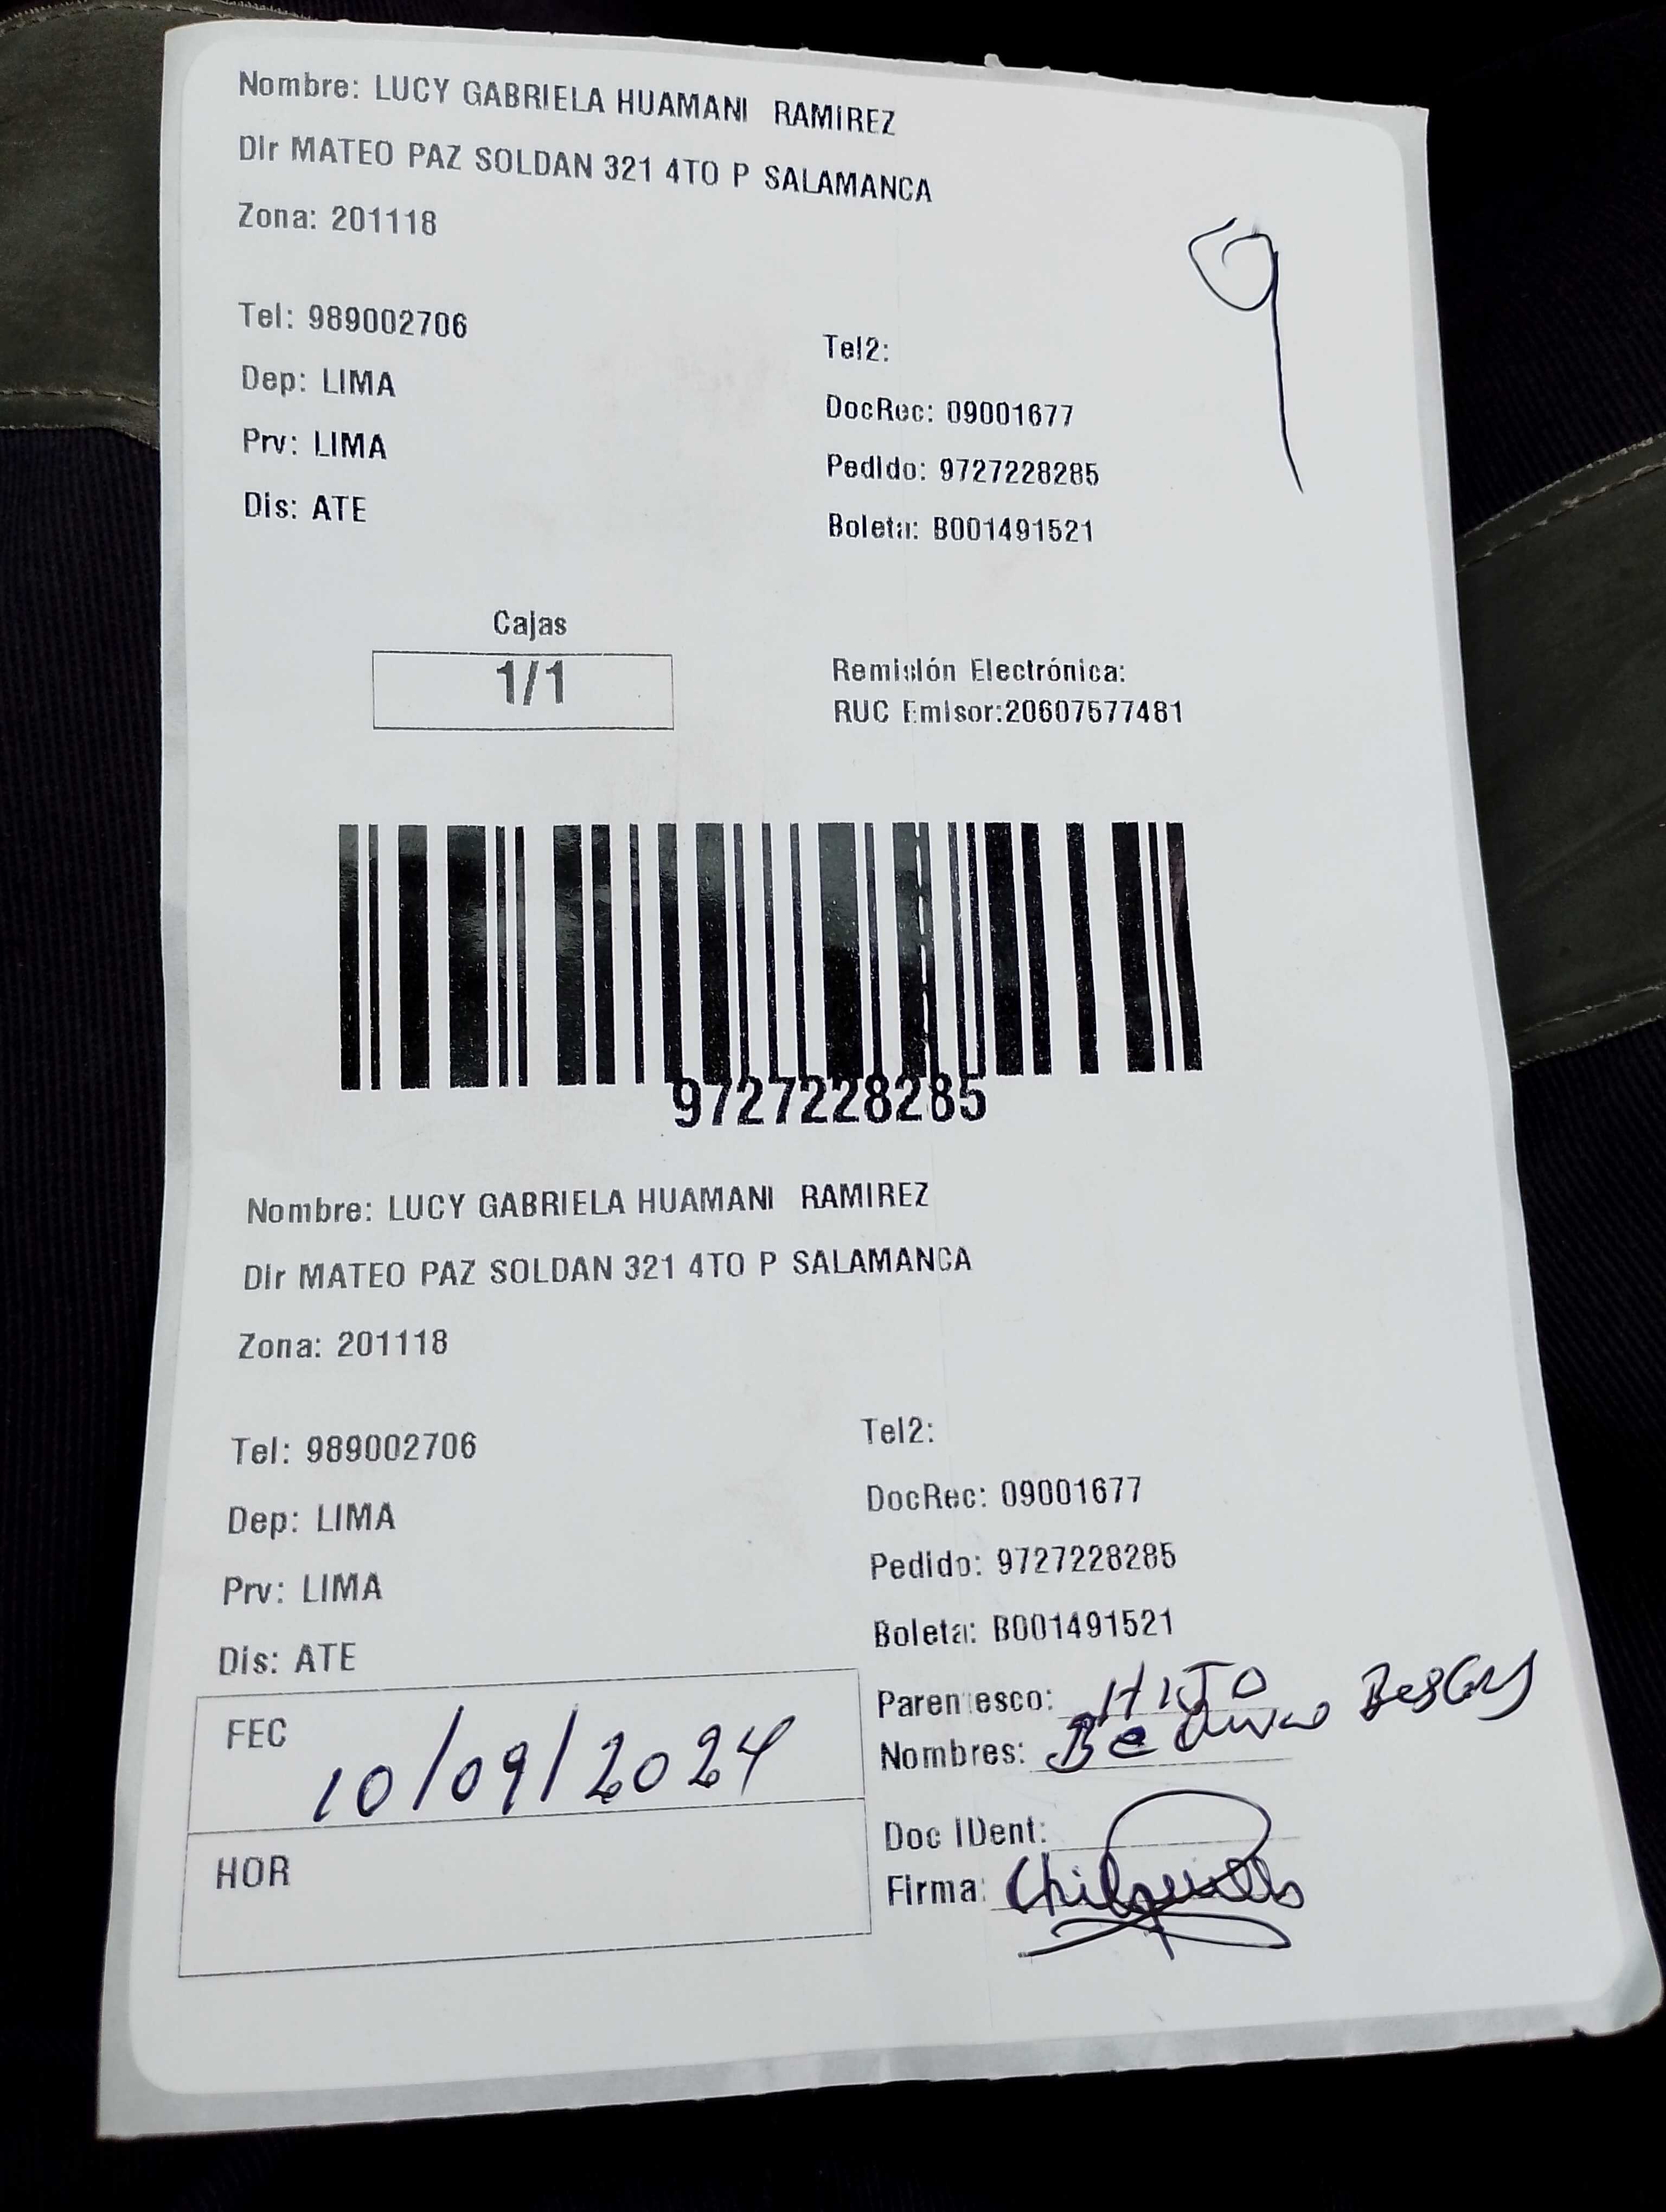 Nombre: LUCY GABRIELA HUAMANI RAMIREZ
Dir MATEO PAZ SOLDAN 321 4TO P SALAMANCA
Zona: 201118
9
Tel: 989002706
Tel2:
Dep: LIMA
DocRec: 09001677
Prv: LIMA
Pedido: 9727228285
Dis: ATE
Boleta: B001491521
Cajas
1/1
Remisión Electrónica:
RUC Emisor:20607577481
9727228285
Nombre: LUCY GABRIELA HUAMANI RAMIREZ
Dir MATEO PAZ SOLDAN 321 4TO P SALAMANCA
Zona: 201118
Tel: 989002706
Tel2:
Dep: LIMA
DocRec: 09001677
Prv: LIMA
Pedido: 9727228285
Dis: ATE
Boleta: B001491521
FEC 10/09/2024
HOR
Parentesco: HIJO
Nombres:
Doc IDent:
Firma: